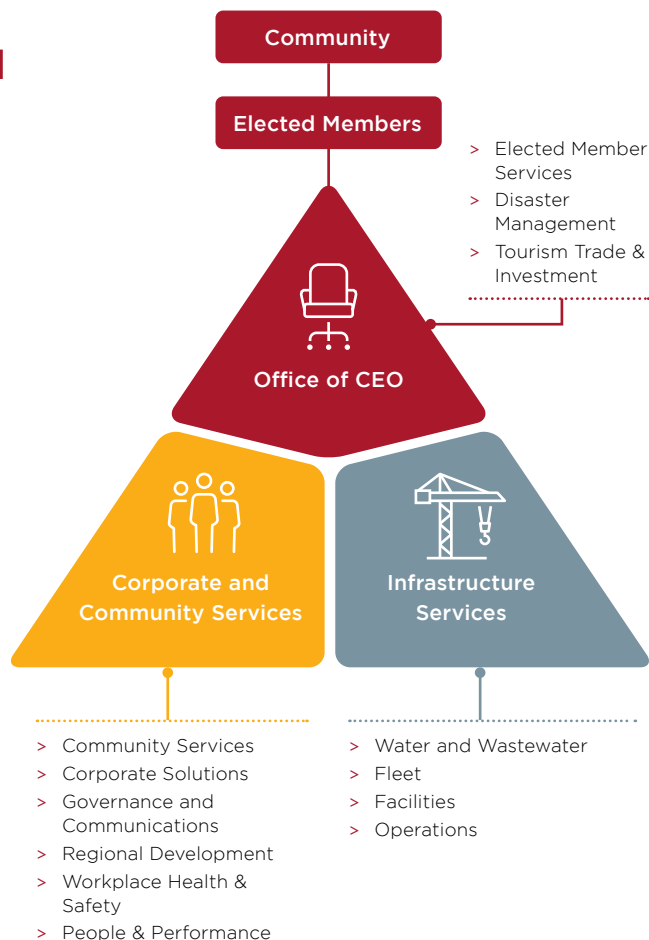 Community
Elected Members
> Elected Member
Services
> Disaster
Management
> Tourism Trade &
Investment
Office of CEO
Corporate and
Community Services
Infrastructure
Services
> Community Services
> Corporate Solutions
> Governance and
Communications
> Regional Development
> Workplace Health &
Safety
> People & Performance
> Water and Wastewater
> Fleet
> Facilities
> Operations